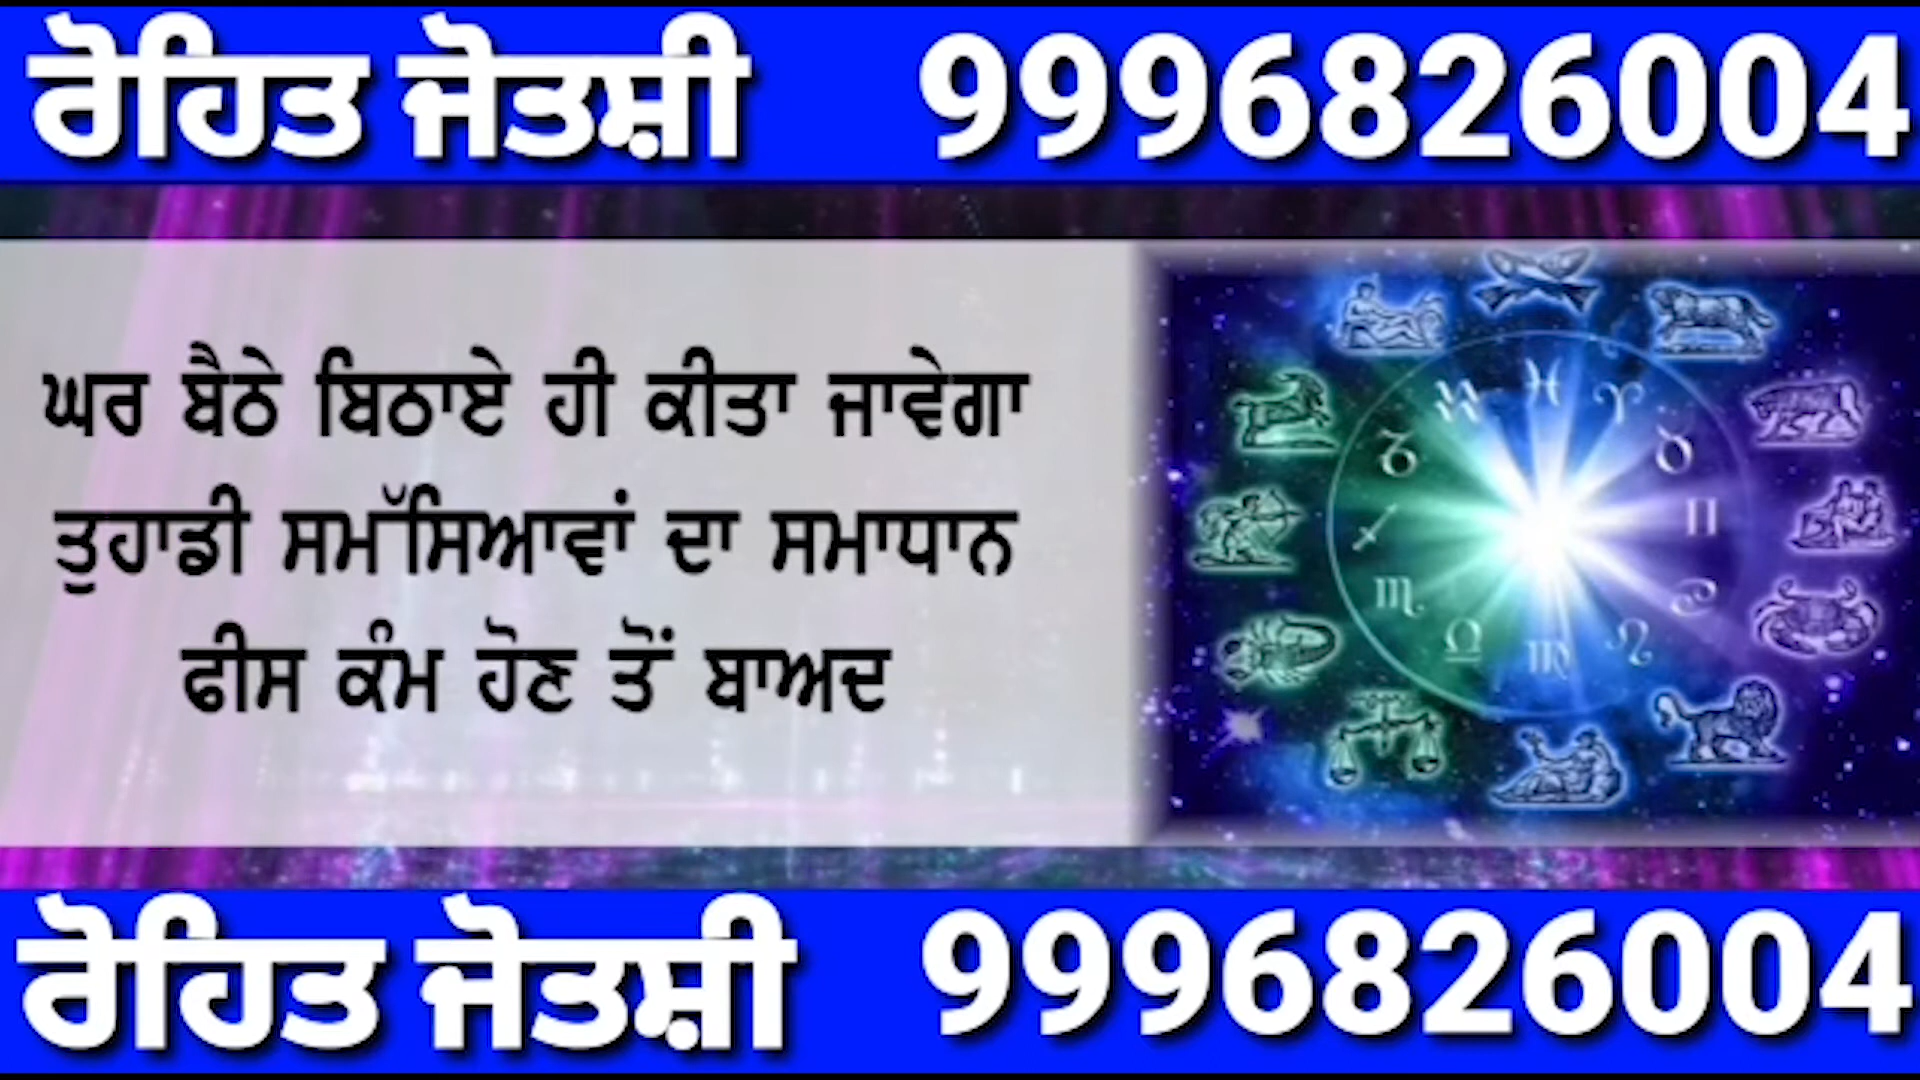 ਰੋਹਿਤ ਜੋਤਸ਼ੀ 9996826004
ਘਰ ਬੈਠੇ ਬਿਠਾਏ ਹੀ ਕੀਤਾ ਜਾਵੇਗਾ
ਤੁਹਾਡੀ ਸਮੱਸਿਆਵਾਂ ਦਾ ਸਮਾਧਾਨ
ਫੀਸ ਕੰਮ ਹੋਣ ਤੋਂ ਬਾਅਦ
ਰੋਹਿਤ ਜੋਤਸ਼ੀ 9996826004